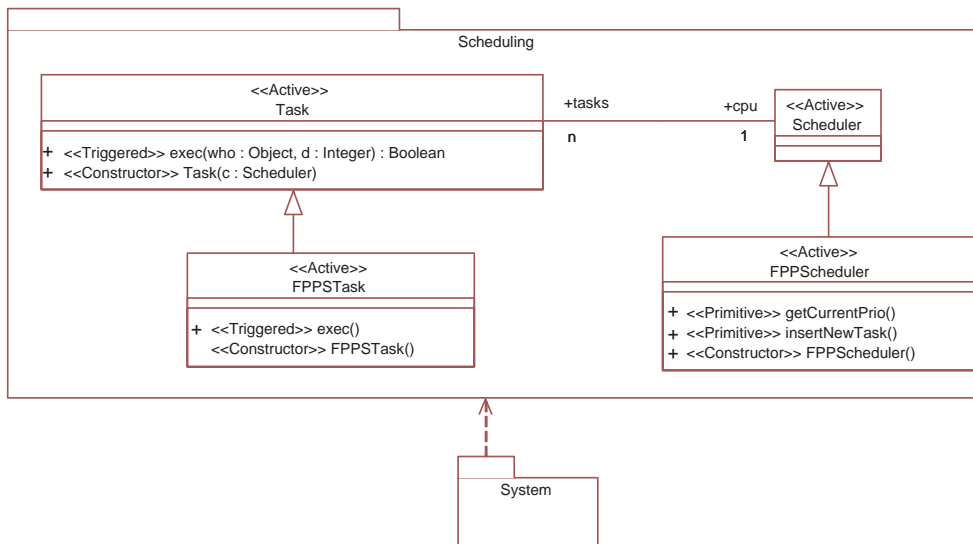 Scheduling
<<Active>>
Task
+ <<Triggered>> exec(who : Object, d : Integer) : Boolean
+ <<Constructor>> Task(c : Scheduler)
+tasks
n
+cpu
1
<<Active>>
Scheduler
<<Active>>
FPPSTask
+ <<Triggered>> exec()
<<Constructor>> FPPSTask()
<<Active>>
FPPScheduler
+ <<Primitive>> getCurrentPrio()
+ <<Primitive>> insertNewTask()
+ <<Constructor>> FPPScheduler()
System